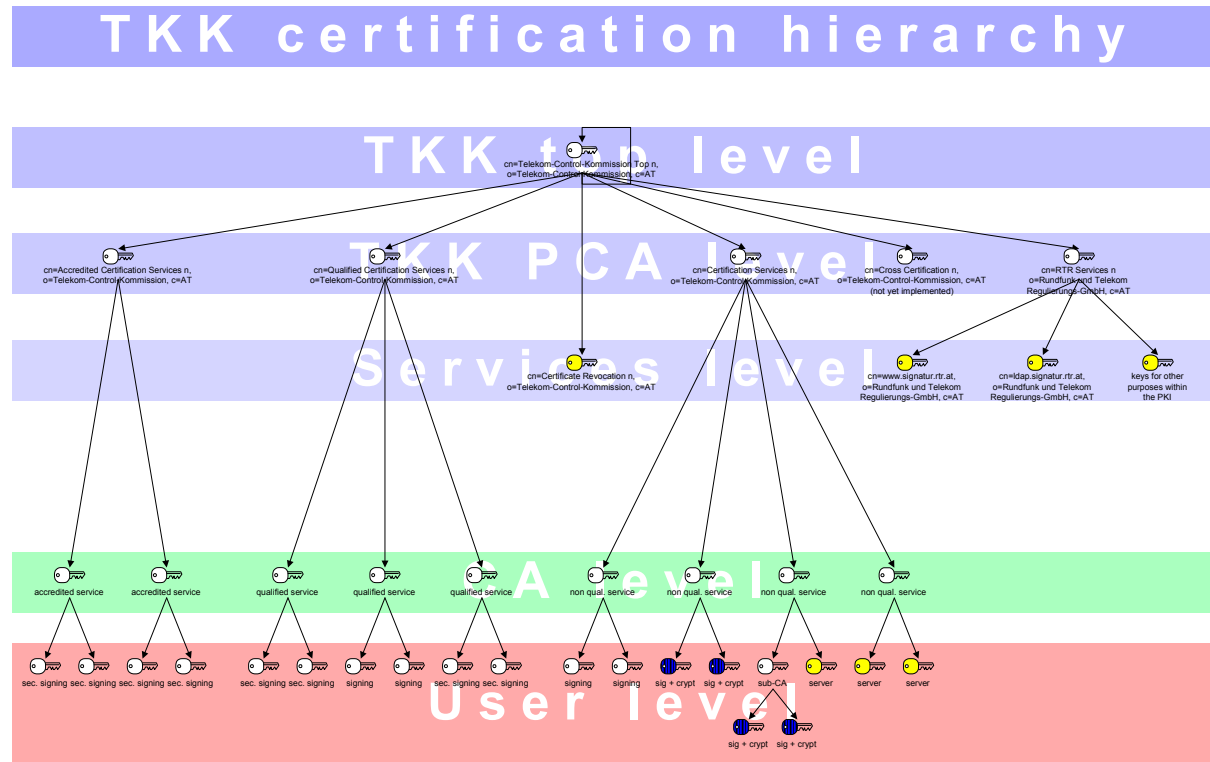 TKK certification hierarchy
TKK top level
cn=Telekom-Control-Kommission Top n,
o=Telekom-Control-Kommission, c=AT
TKK PCA level
cn=Accredited Certification Services n,
o=Telekom-Control-Kommission, c=AT
cn=Qualified Certification Services n,
o=Telekom-Control-Kommission, c=AT
cn=Certification Services n,
o=Telekom-Control-Kommission, c=AT
cn=Cross Certification n,
o=Telekom-Control-Kommission, c=AT
(not yet implemented)
cn=RTR Services n
o=Rundfunk und Telekom
Regulierungs-GmbH, c=AT
Services level
cn=Certificate Revocation n,
o=Telekom-Control-Kommission, c=AT
cn=www.signatur.rtr.at,
o=Rundfunk und Telekom
Regulierungs-GmbH, c=AT
cn=ldap.signatur.rtr.at,
o=Rundfunk und Telekom
Regulierungs-GmbH, c=AT
keys for other
purposes within
the PKI
CA level
accredited service
accredited service
qualified service
qualified service
qualified service
non qual. service
non qual. service
non qual. service
non qual. service
User level
sec. signing
sec. signing
sec. signing
sec. signing
sec. signing
sec. signing
signing
signing
sec. signing
sec. signing
signing
signing
sig + crypt
sig + crypt
sub-CA
server
server
server
sig + crypt
sig + crypt